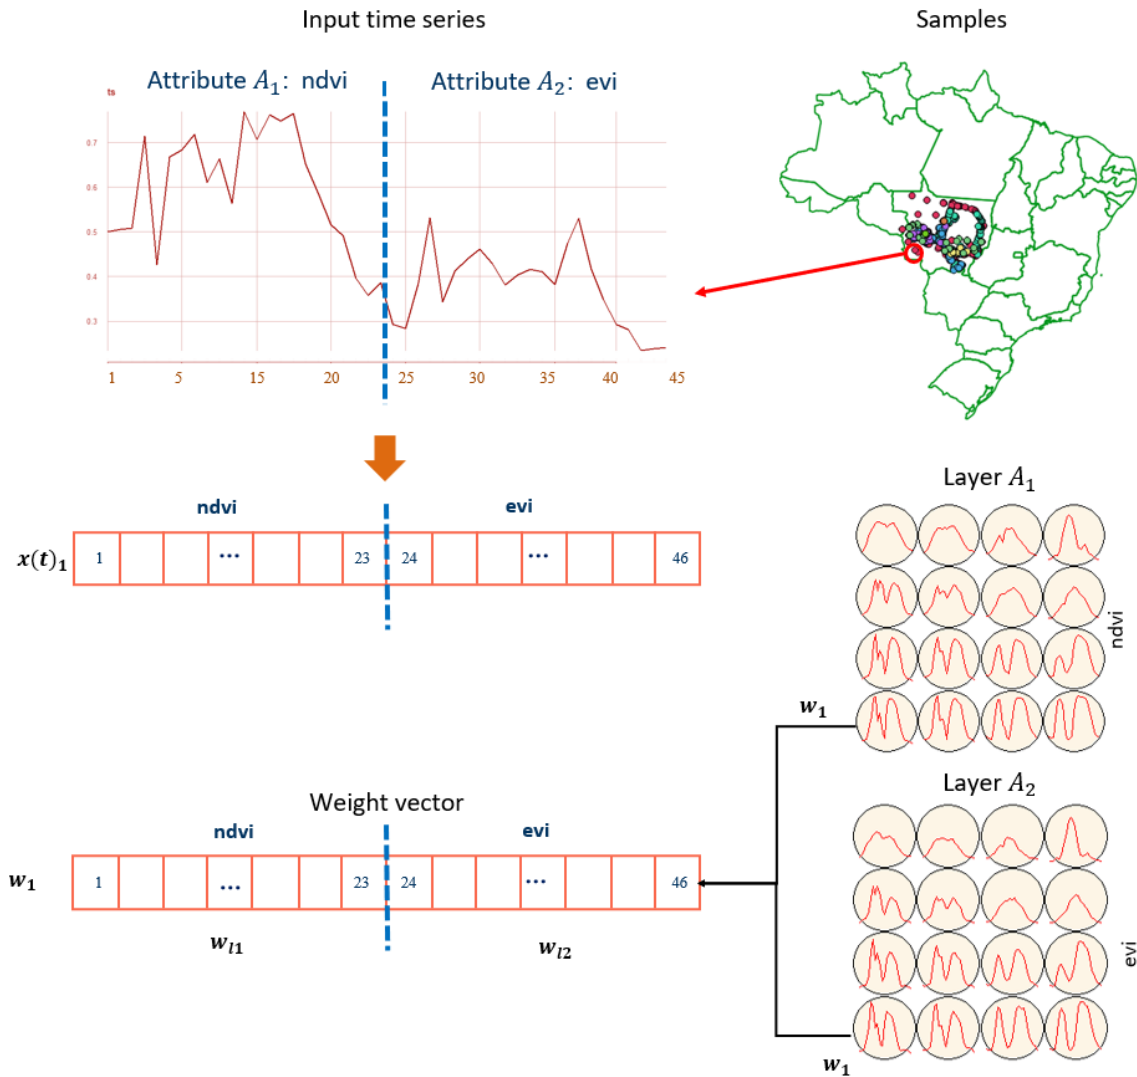 Input time series
Samples
Attribute A₁: ndvi
Attribute A₂: evi
ts
0.7
0.6
0.5
0.4
0.3
1 5 15 20 25 30 35 40 45
Layer A₁
ndvi evi
x(t)₁ 1 ... 23 24 ... 46
ndvi
w₁
Layer A₂
Weight vector
ndvi evi
w₁ 1 ... 23 24 ... 46
evi
w_l1 w_l2
w₁